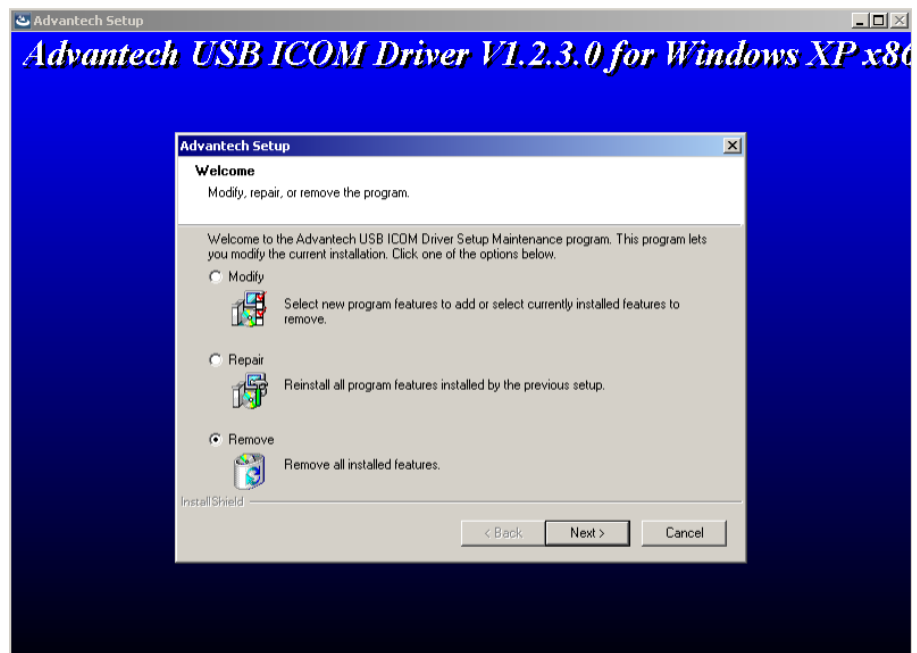 Advantech Setup
Advantech USB ICOM Driver V1.2.3.0 for Windows XP x86
Advantech Setup
Welcome
Modify, repair, or remove the program.
Welcome to the Advantech USB ICOM Driver Setup Maintenance program. This program lets
you modify the current installation. Click one of the options below.
Modify
Select new program features to add or select currently installed features to
remove.
Repair
Reinstall all program features installed by the previous setup.
Remove
Remove all installed features.
InstallShield
< Back Next > Cancel